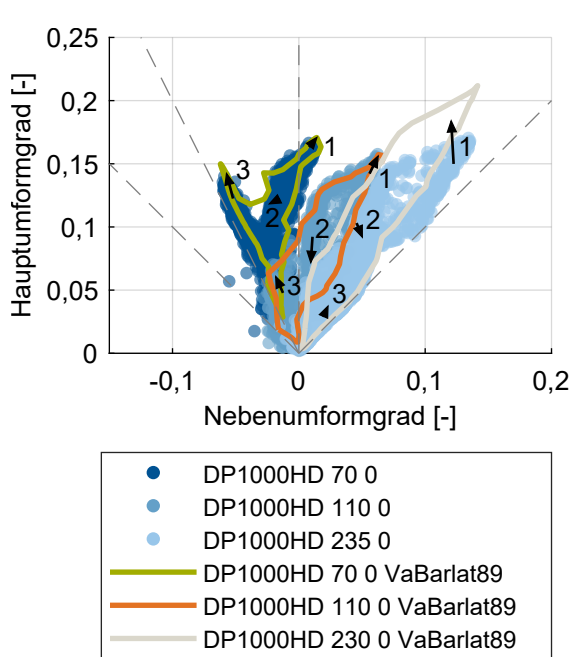 0,25
0,2
0,15
0,1
0,05
0
Hauptumformgrad [-]
3
1
2
1
2
2
1
3
3
-0,1 0 0,1 0,2
Nebenumformgrad [-]
DP1000HD 70 0
DP1000HD 110 0
DP1000HD 235 0
DP1000HD 70 0 VaBarlat89
DP1000HD 110 0 VaBarlat89
DP1000HD 230 0 VaBarlat89